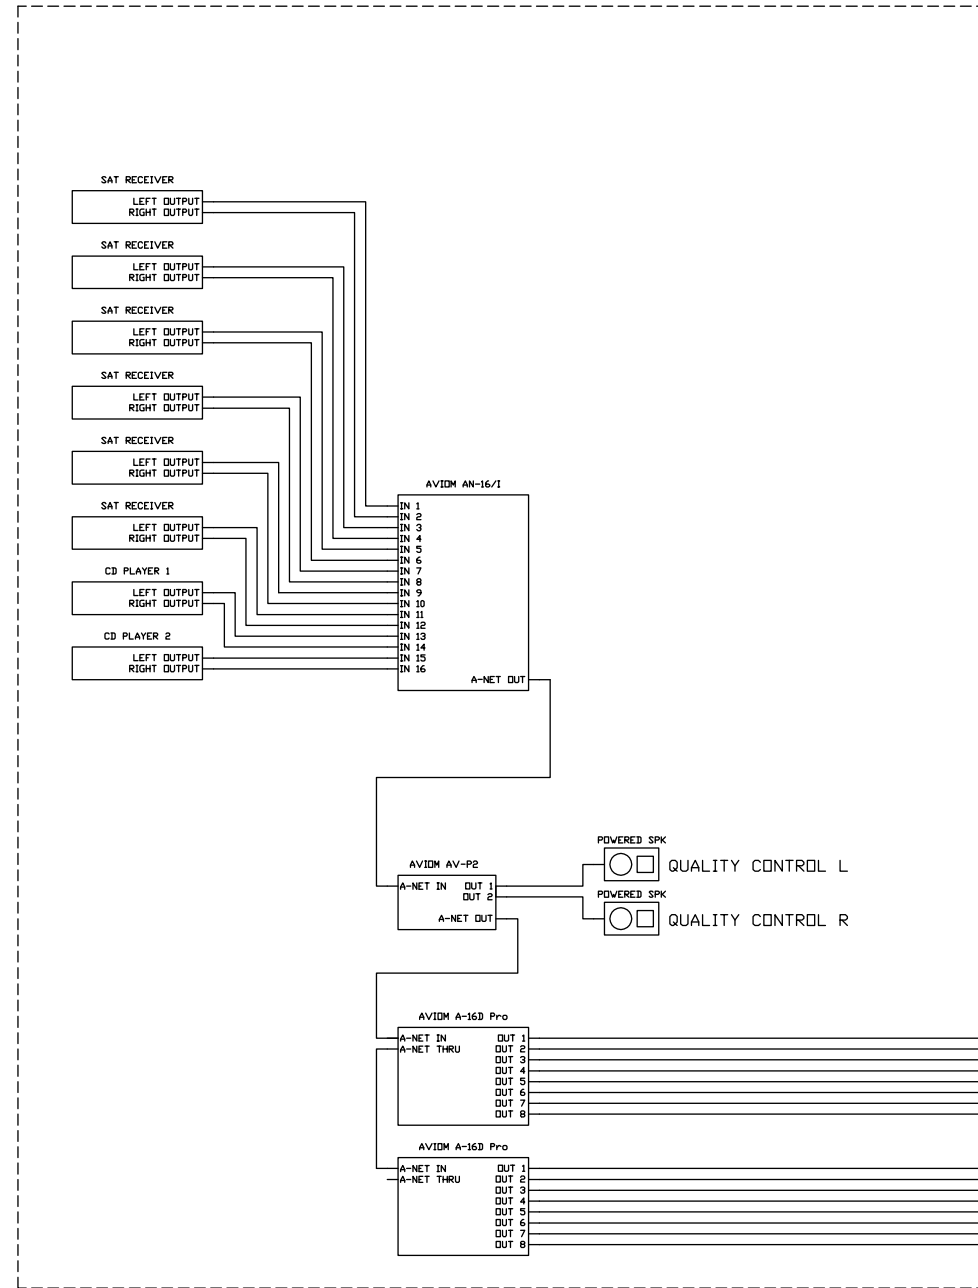 SAT RECEIVER
LEFT OUTPUT
RIGHT OUTPUT
SAT RECEIVER
LEFT OUTPUT
RIGHT OUTPUT
SAT RECEIVER
LEFT OUTPUT
RIGHT OUTPUT
SAT RECEIVER
LEFT OUTPUT
RIGHT OUTPUT
SAT RECEIVER
LEFT OUTPUT
RIGHT OUTPUT
SAT RECEIVER
LEFT OUTPUT
RIGHT OUTPUT
CD PLAYER 1
LEFT OUTPUT
RIGHT OUTPUT
CD PLAYER 2
LEFT OUTPUT
RIGHT OUTPUT
AVIOM AN-16/I
IN 1
IN 2
IN 3
IN 4
IN 5
IN 6
IN 7
IN 8
IN 9
IN 10
IN 11
IN 12
IN 13
IN 14
IN 15
IN 16
A-NET OUT
AVIOM AV-P2
A-NET IN OUT 1
OUT 2
A-NET OUT
POWERED SPK
QUALITY CONTROL L
POWERED SPK
QUALITY CONTROL R
AVIOM A-16D Pro
A-NET IN OUT 1
A-NET THRU OUT 2
OUT 3
OUT 4
OUT 5
OUT 6
OUT 7
OUT 8
AVIOM A-16D Pro
A-NET IN OUT 1
A-NET THRU OUT 2
OUT 3
OUT 4
OUT 5
OUT 6
OUT 7
OUT 8